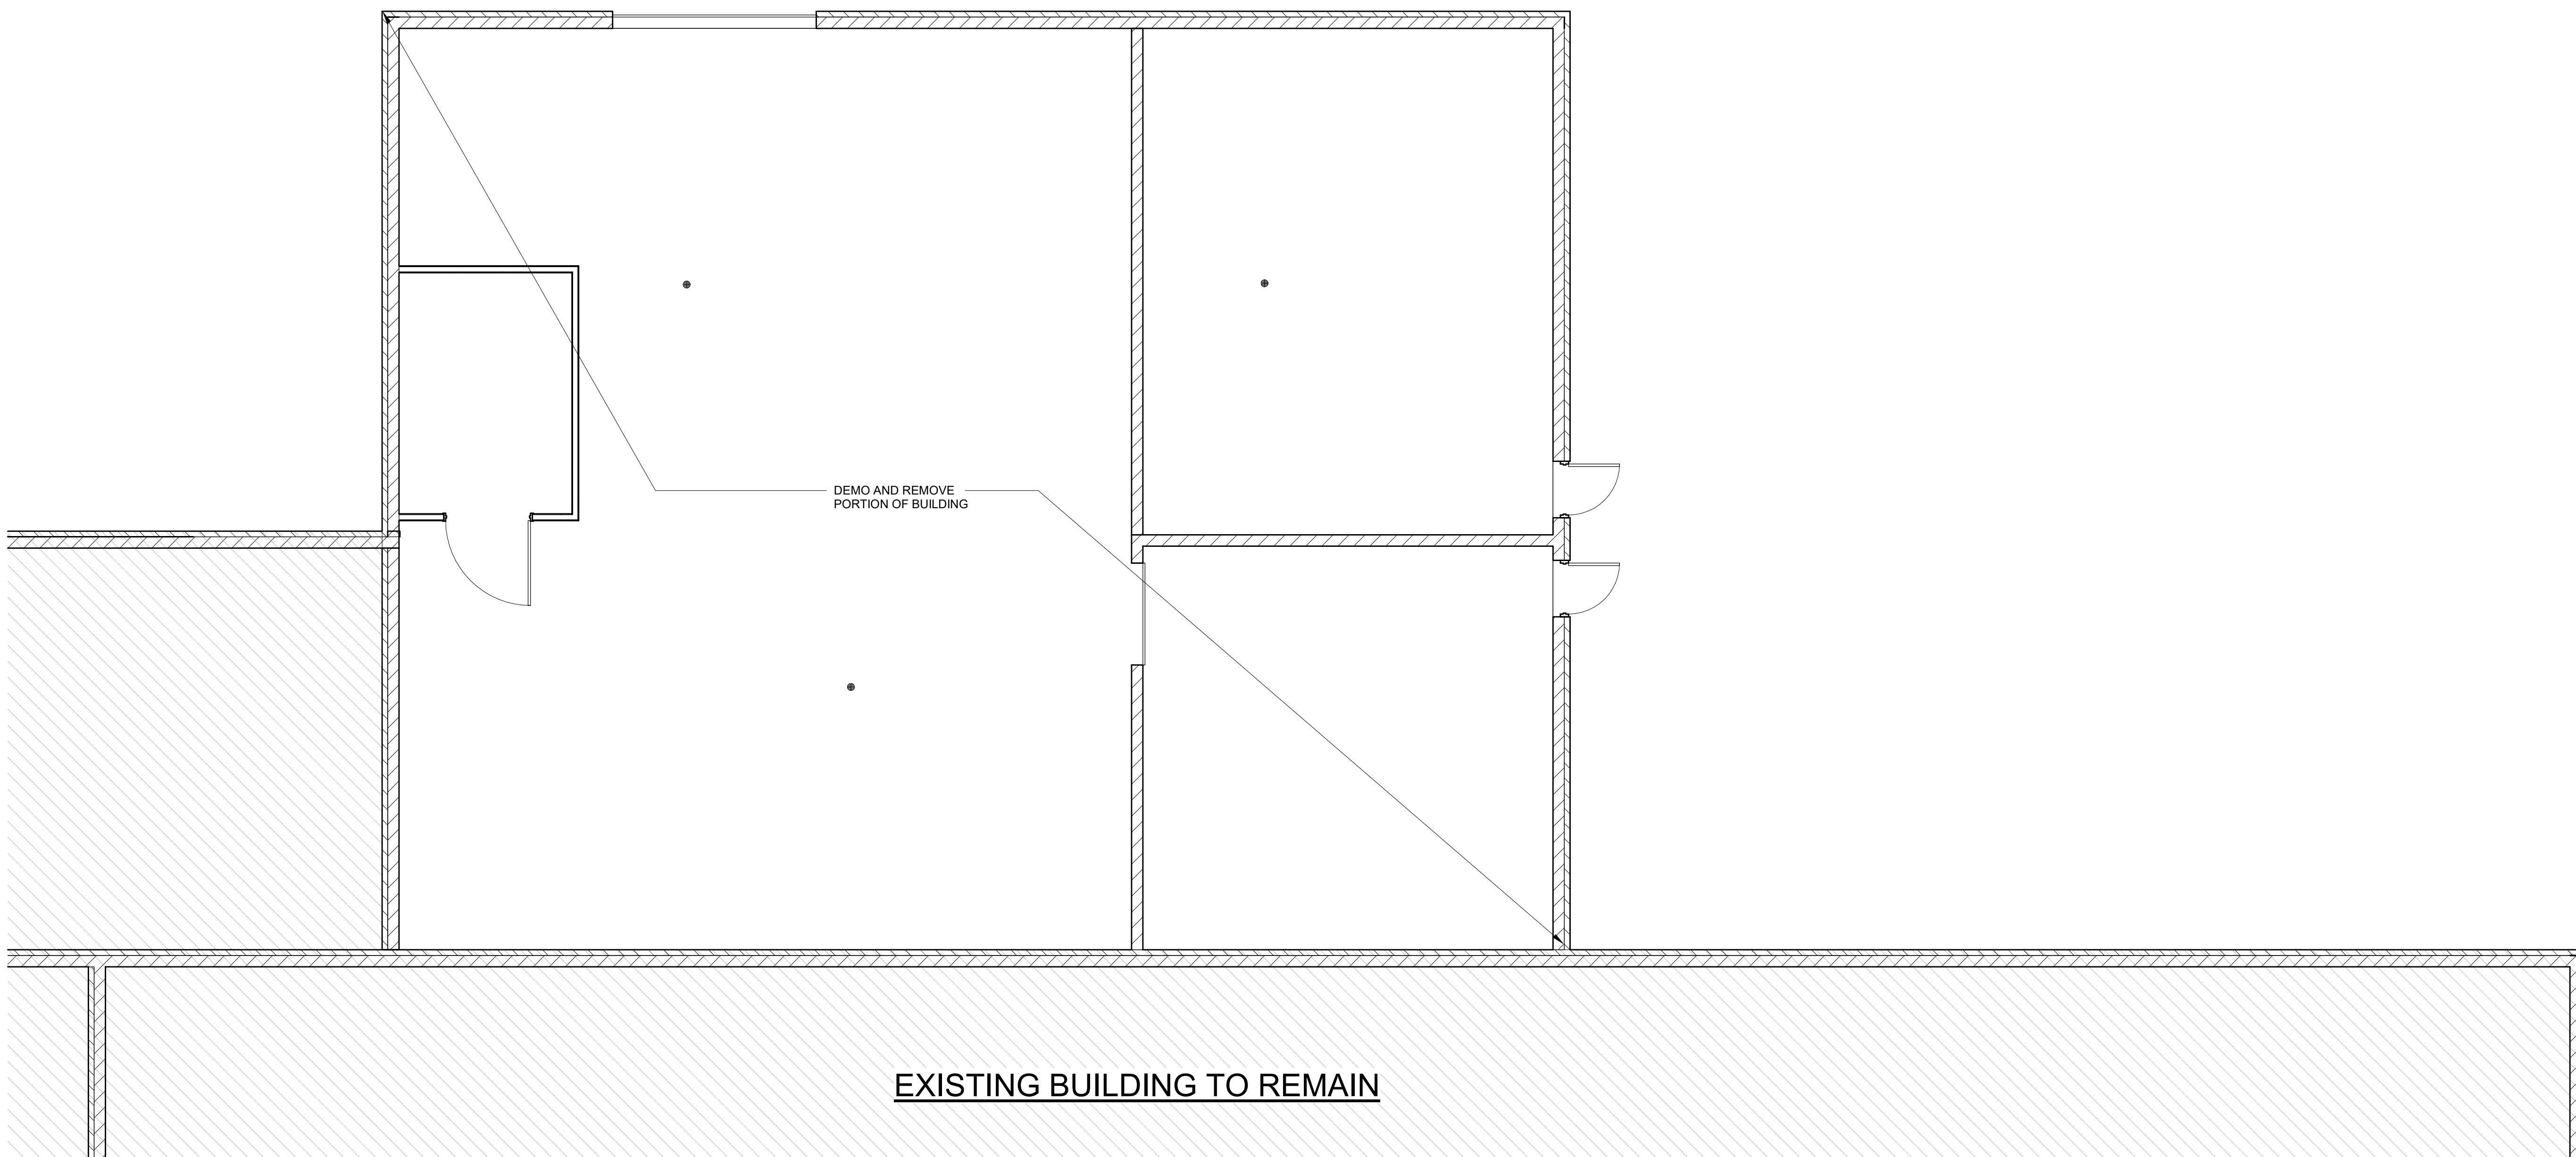 DEMO AND REMOVE
PORTION OF BUILDING
EXISTING BUILDING TO REMAIN